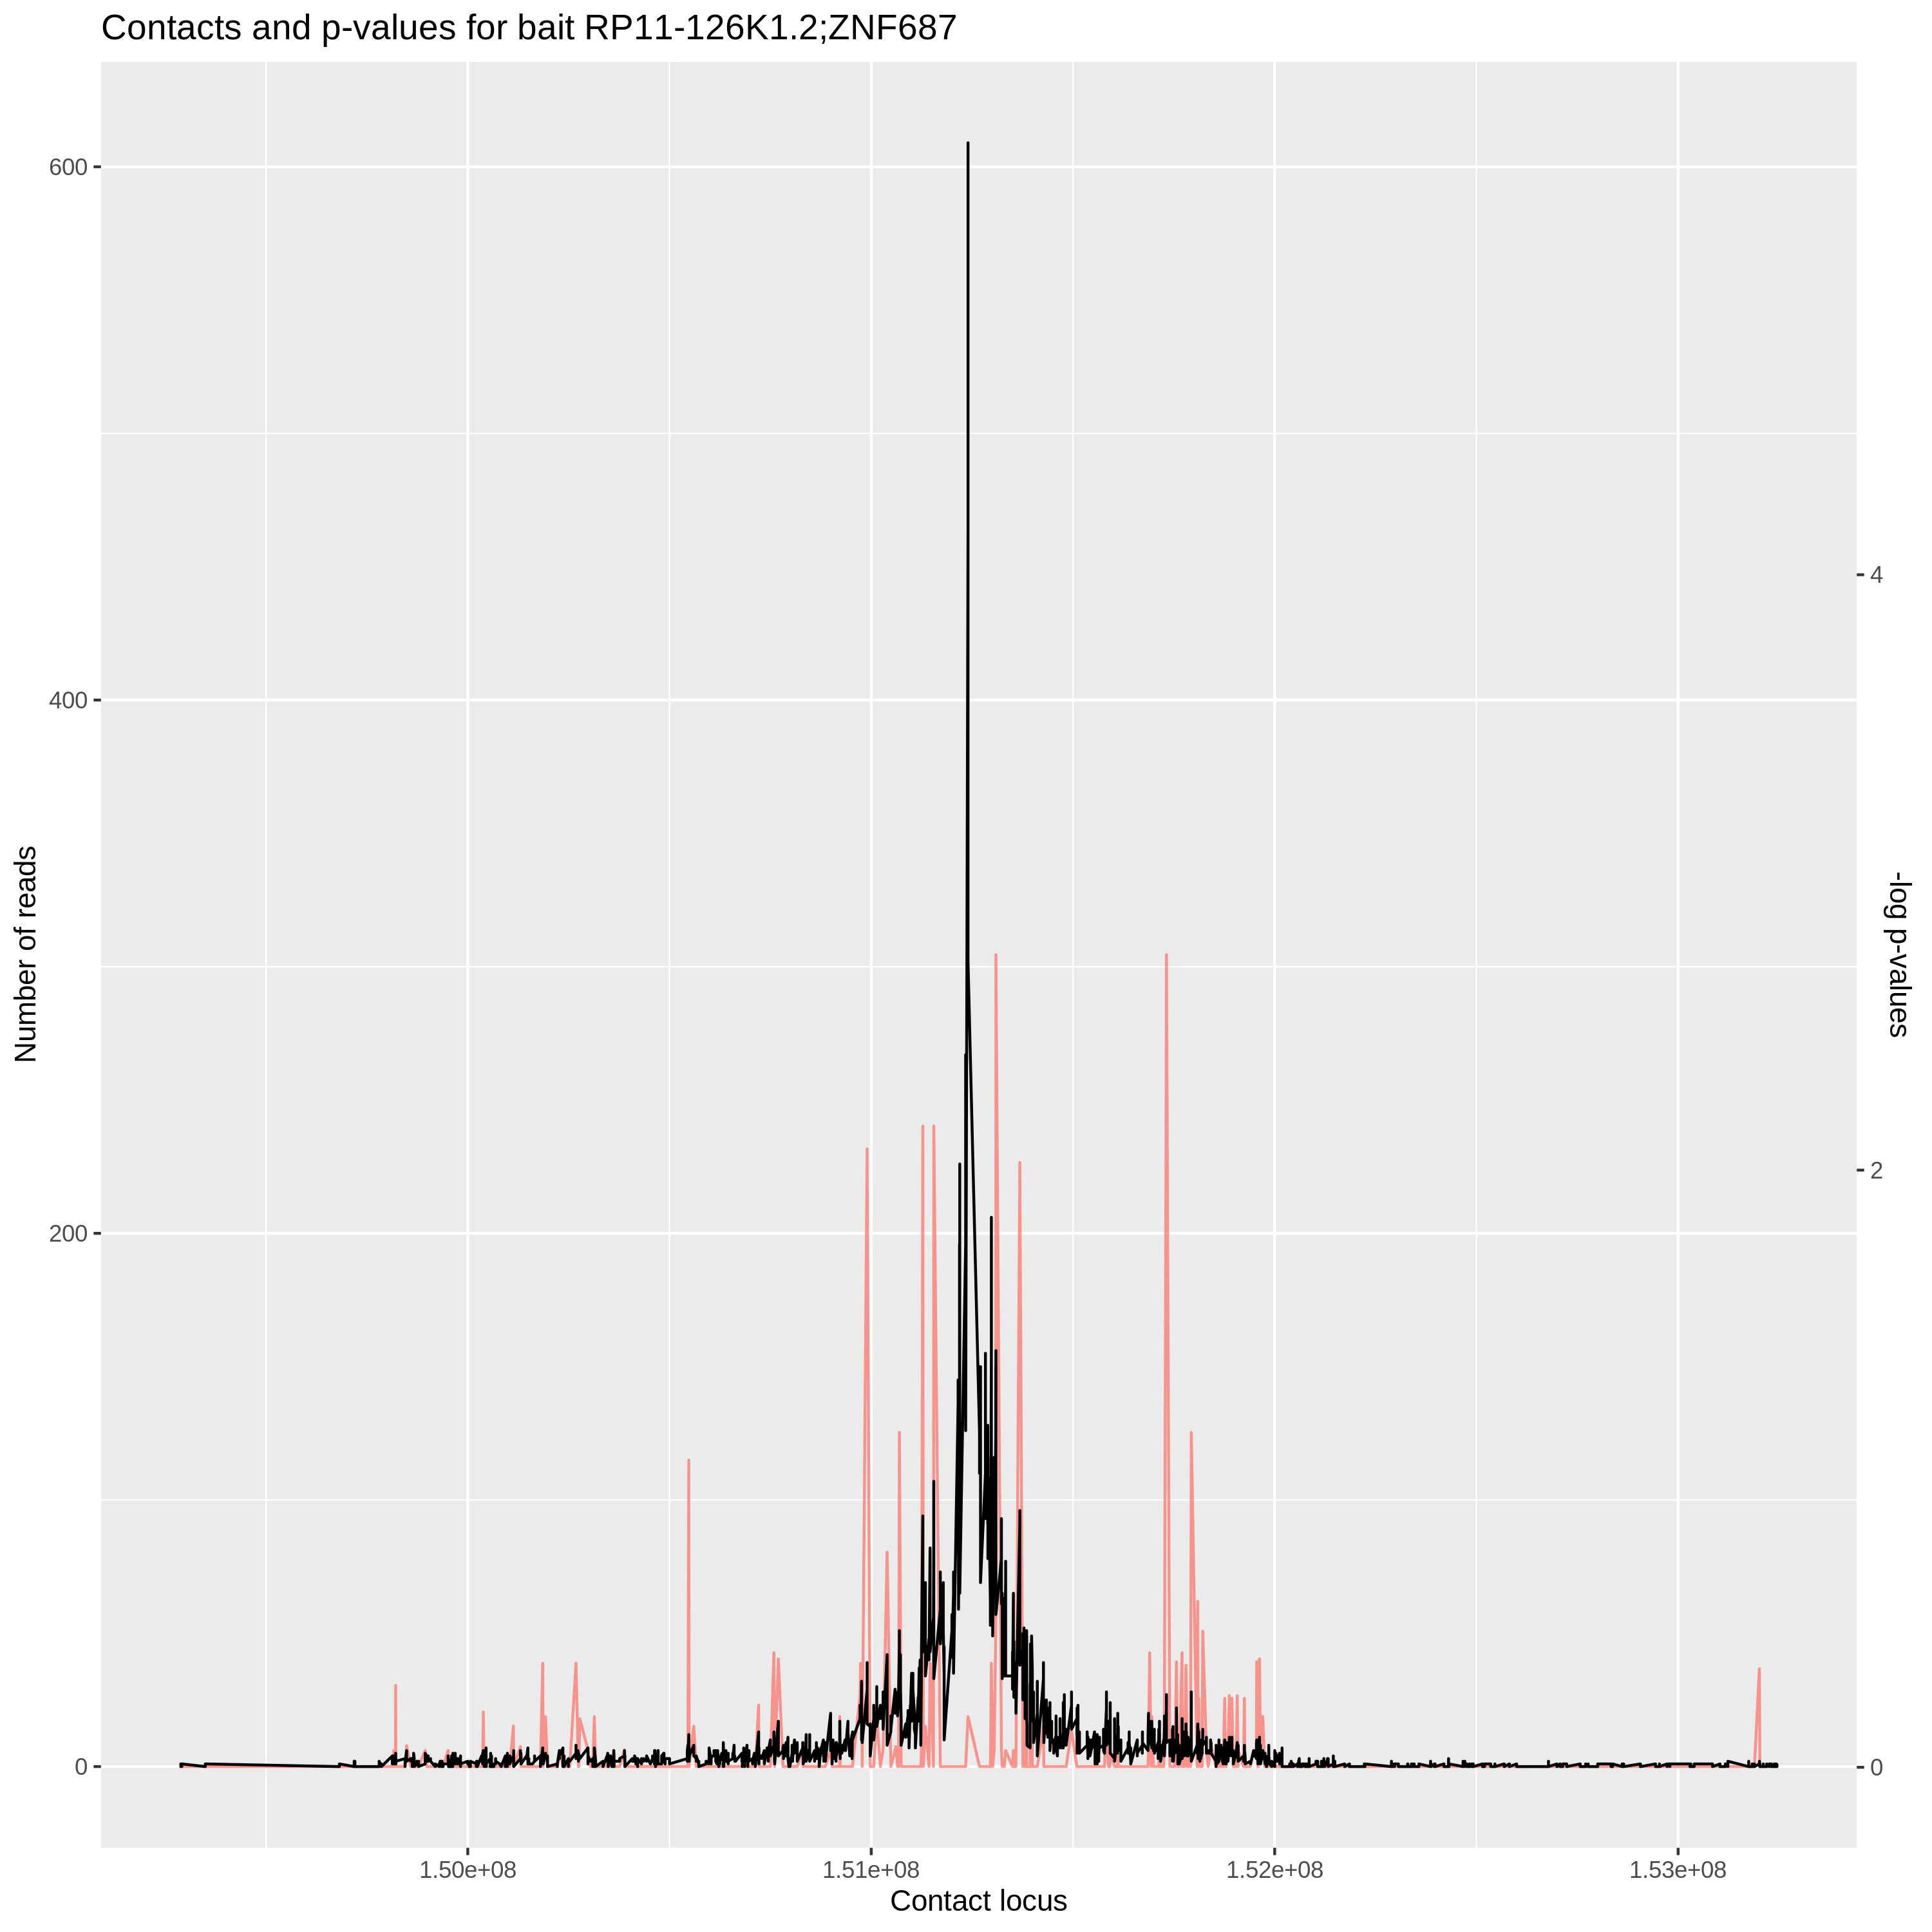 Contacts and p-values for bait RP11-126K1.2;ZNF687
600
400
200
0
Number of reads
4
2
0
-log p-values
1.50e+08
1.51e+08
1.52e+08
1.53e+08
Contact locus